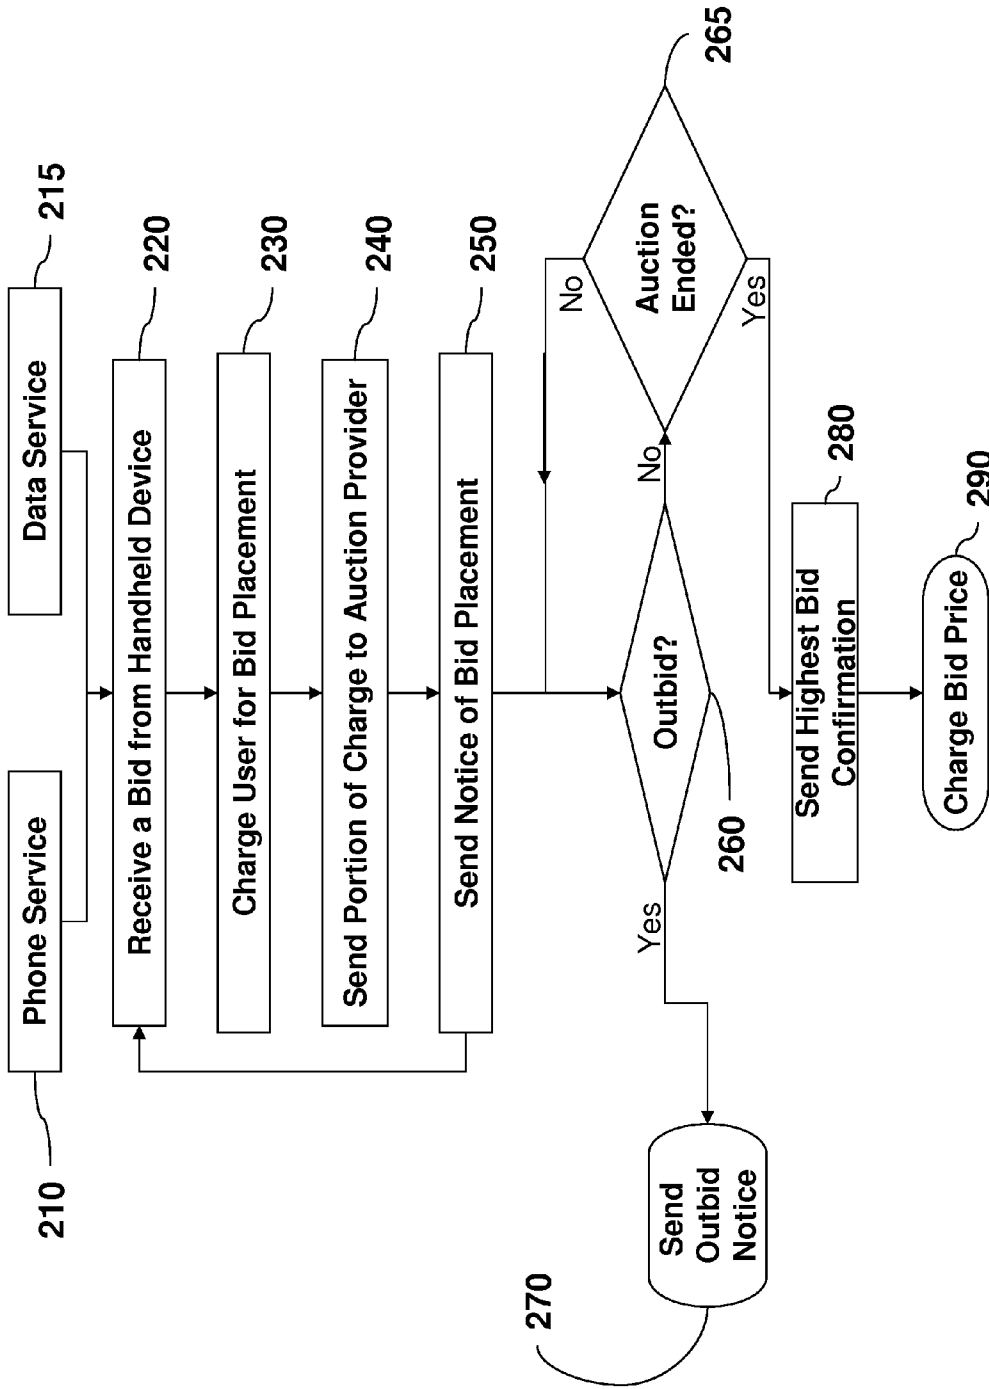 210
Phone Service
Data Service
215
Receive a Bid from Handheld Device
220
Charge User for Bid Placement
230
Send Portion of Charge to Auction Provider
240
Send Notice of Bid Placement
250
Outbid?
260
Yes
No
Auction
Ended?
265
No
Yes
Send
Outbid
Notice
270
Send Highest Bid
Confirmation
280
Charge Bid Price
290